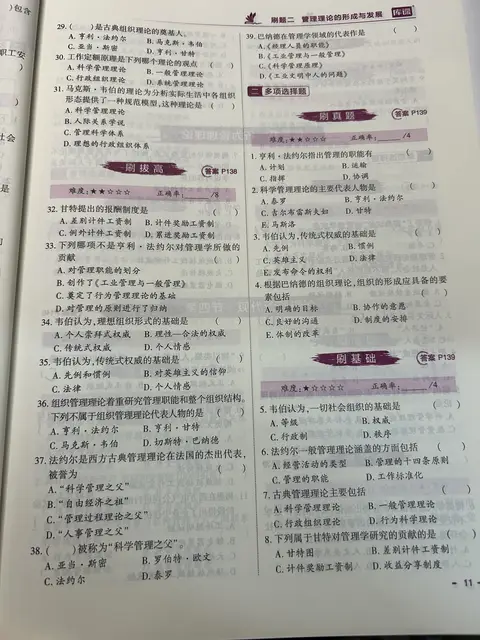 包含
职工安
社会
是
29. ( )是古典组织理论的奠基人。
A. 亨利·法约尔 B. 马克斯·韦伯
C. 亚当·斯密 D. 亨利·甘特
30. 工作定额原理是下列哪个理论的观点 ( )
A. 科学管理理论 B. 一般管理理论
C. 行政组织理论 D. 系统管理理论
31. 马克斯·韦伯的理论为分析实际生活中各组织
形态提供了一种规范模型,这种理论是 ( )
A. 科学管理理论
B. 人际关系学说
C. 管理科学体系
D. 理想的行政组织体系
刷拔高
答案 P138
难度:★★☆☆☆ 正确率:____/8
32. 甘特提出的报酬制度是 ( )
A. 差别计件工资制 B. 计件奖励工资制
C. 例外计件工资制 D. 累进奖励工资制
33. 下列哪项不是亨利·法约尔对管理学所做的
贡献 ( )
A. 对管理职能的划分
B. 创作了《工业管理与一般管理》
C. 奠定了行为管理理论的基础
D. 对管理的原则进行了归纳
34. 韦伯认为,理想组织形式的基础是 ( )
A. 个人崇拜式权威 B. 理性—合法的权威
C. 传统式权威 D. 个人情感
35. 韦伯认为,传统式权威的基础是 ( )
A. 先例和惯例 B. 对英雄主义的信仰
C. 法律 D. 个人情感
36. 组织管理理论着重研究管理职能和整个组织结构。
下列不属于组织管理理论代表人物的是 ( )
A. 亨利·法约尔 B. 亨利·甘特
C. 马克斯·韦伯 D. 切斯特·巴纳德
37. 法约尔是西方古典管理理论在法国的杰出代表,
被誉为 ( )
A. “科学管理之父”
B. “自由经济之祖”
C. “管理过程理论之父”
D. “人事管理之父”
38. ( )被称为“科学管理之父”。
A. 亚当·斯密 B. 罗伯特·欧文
C. 法约尔 D. 泰罗
刷题二 管理理论的形成与发展
库课
39. 巴纳德在管理学领域的代表作是 ( )
A.《经理人员的职能》
B.《工业管理与一般管理》
C.《科学管理原理》
D.《工业文明中人的问题》
二 多项选择题
刷真题
答案 P139
难度:★★☆☆☆ 正确率:____/4
1. 亨利·法约尔指出管理的职能有 ( )
A. 计划 B. 运输
C. 指挥 D. 协调
2. 科学管理理论的主要代表人物是 ( )
A. 泰罗 B. 亨利·法约尔
C. 吉尔布雷斯夫如 D. 甘特
E. 马斯洛
3. 韦伯认为,传统式权威的基础是 ( )
A. 先例 B. 惯例
C. 英雄主义 D. 法律
E. 发布命令的权利
4. 根据巴纳德的组织理论,组织的形成应具备的要
素包括 ( )
A. 明确的目标 B. 协作的意愿
C. 良好的沟通 D. 制度的安排
E. 体制的改革
刷基础
答案 P139
难度:★☆☆☆☆ 正确率:____/4
5. 韦伯认为,一切社会组织的基础是 ( )
A. 等级 B. 权威
C. 行政制 D. 秩序
6. 法约尔一般管理理论涵盖的方面包括 ( )
A. 经营活动的类型 B. 管理的十四条原则
C. 管理的职能 D. 工作标准化
7. 古典管理理论主要包括 ( )
A. 科学管理理论 B. 一般管理理论
C. 行政组织理论 D. 行为科学理论
8. 下列属于甘特对管理学研究的贡献的是 ( )
A. 甘特图 B. 差别计件工资制
C. 计件奖励工资制 D. 收益分享制度
- 11 -